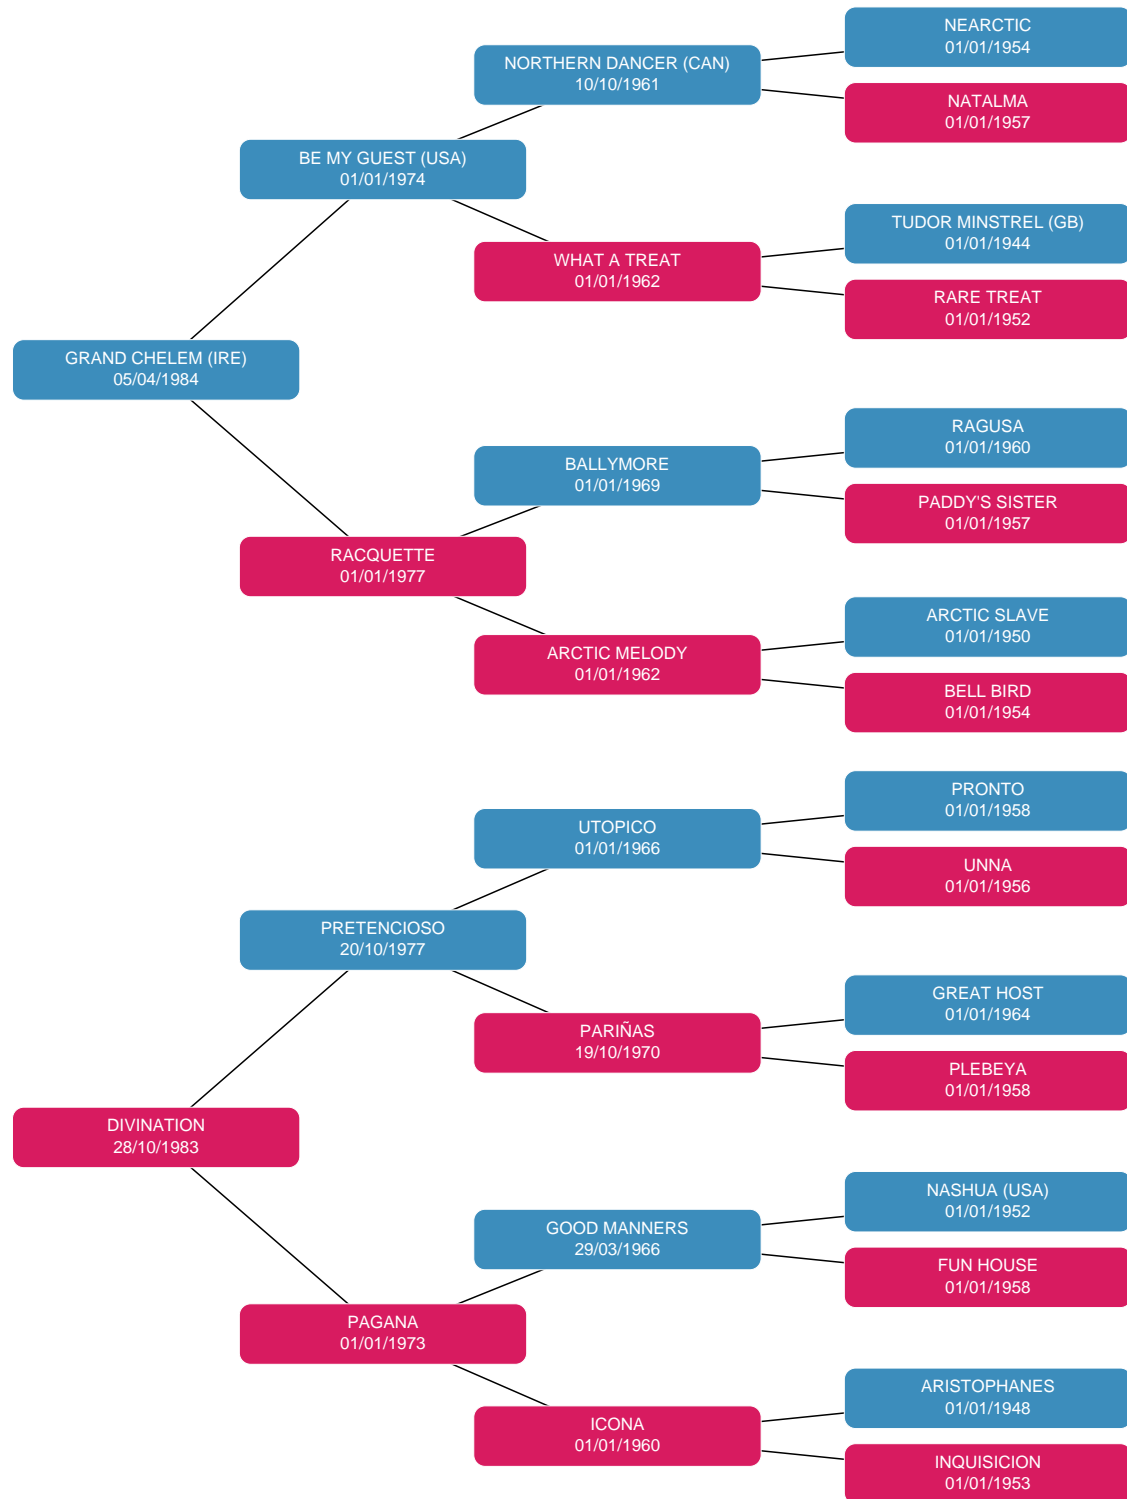 NEARCTIC
01/01/1954
NORTHERN DANCER (CAN)
10/10/1961
NATALMA
01/01/1957
BE MY GUEST (USA)
01/01/1974
TUDOR MINSTREL (GB)
01/01/1944
WHAT A TREAT
01/01/1962
RARE TREAT
01/01/1952
GRAND CHELEM (IRE)
05/04/1984
RAGUSA
01/01/1960
BALLYMORE
01/01/1969
PADDY'S SISTER
01/01/1957
RACQUETTE
01/01/1977
ARCTIC SLAVE
01/01/1950
ARCTIC MELODY
01/01/1962
BELL BIRD
01/01/1954
PRONTO
01/01/1958
UTOPICO
01/01/1966
UNNA
01/01/1956
PRETENCIOSO
20/10/1977
GREAT HOST
01/01/1964
PARIÑAS
19/10/1970
PLEBEYA
01/01/1958
DIVINATION
28/10/1983
NASHUA (USA)
01/01/1952
GOOD MANNERS
29/03/1966
FUN HOUSE
01/01/1958
PAGANA
01/01/1973
ARISTOPHANES
01/01/1948
ICONA
01/01/1960
INQUISICION
01/01/1953